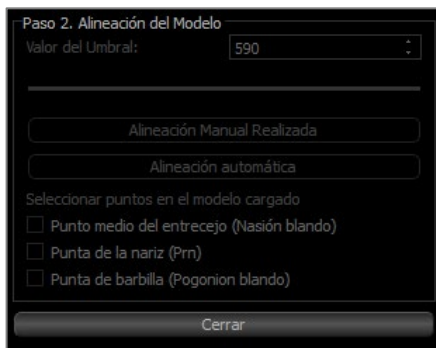 Paso 2. Alineación del Modelo
Valor del Umbral: 590
Alineación Manual Realizada
Alineación automática
Seleccionar puntos en el modelo cargado
Punto medio del entrecejo (Nasión blando)
Punta de la nariz (Prn)
Punta de barbilla (Pogonion blando)
Cerrar